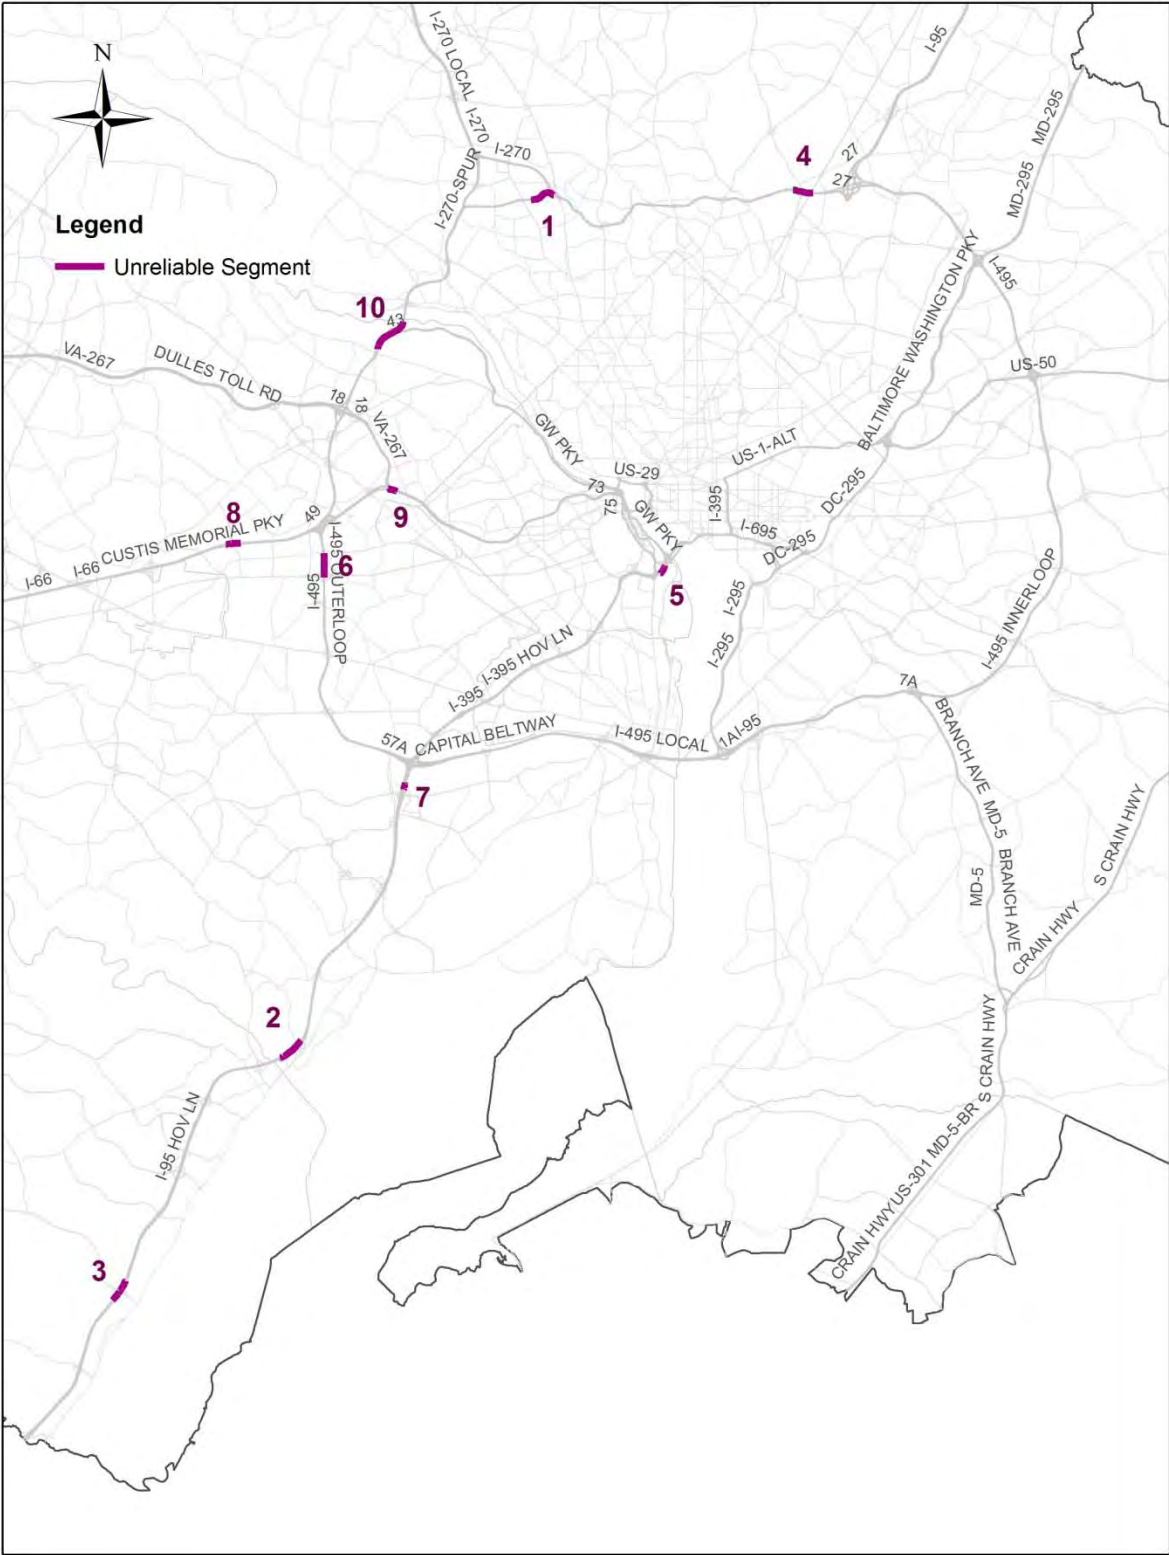 N
Legend
Unreliable Segment
I-270 LOCAL
I-270
I-270
I-270-SPUR
I-95
MD-295
MD-295
27
27
4
1
10
43
BALTIMORE WASHINGTON PKY
I-495
US-50
VA-267
DULLES TOLL RD
18
18
VA-267
GW PKY
US-29
US-1-ALT
73
75
GW PKY
I-395
I-695
DC-295
DC-295
8
49
9
CUSTIS MEMORIAL PKY
I-66
I-66
I-495 OUTERLOOP
6
I-495
5
I-295
I-295
I-495 INNERLOOP
I-395 HOV LN
I-395
57A
CAPITAL BELTWAY
I-495 LOCAL
1A
I-95
7A
7
BRANCH AVE
MD-5
BRANCH AVE
MD-5
S CRAIN HWY
CRAIN HWY
S CRAIN HWY
2
I-95 HOV LN
MD-5-BR
US-301
CRAIN HWY
3